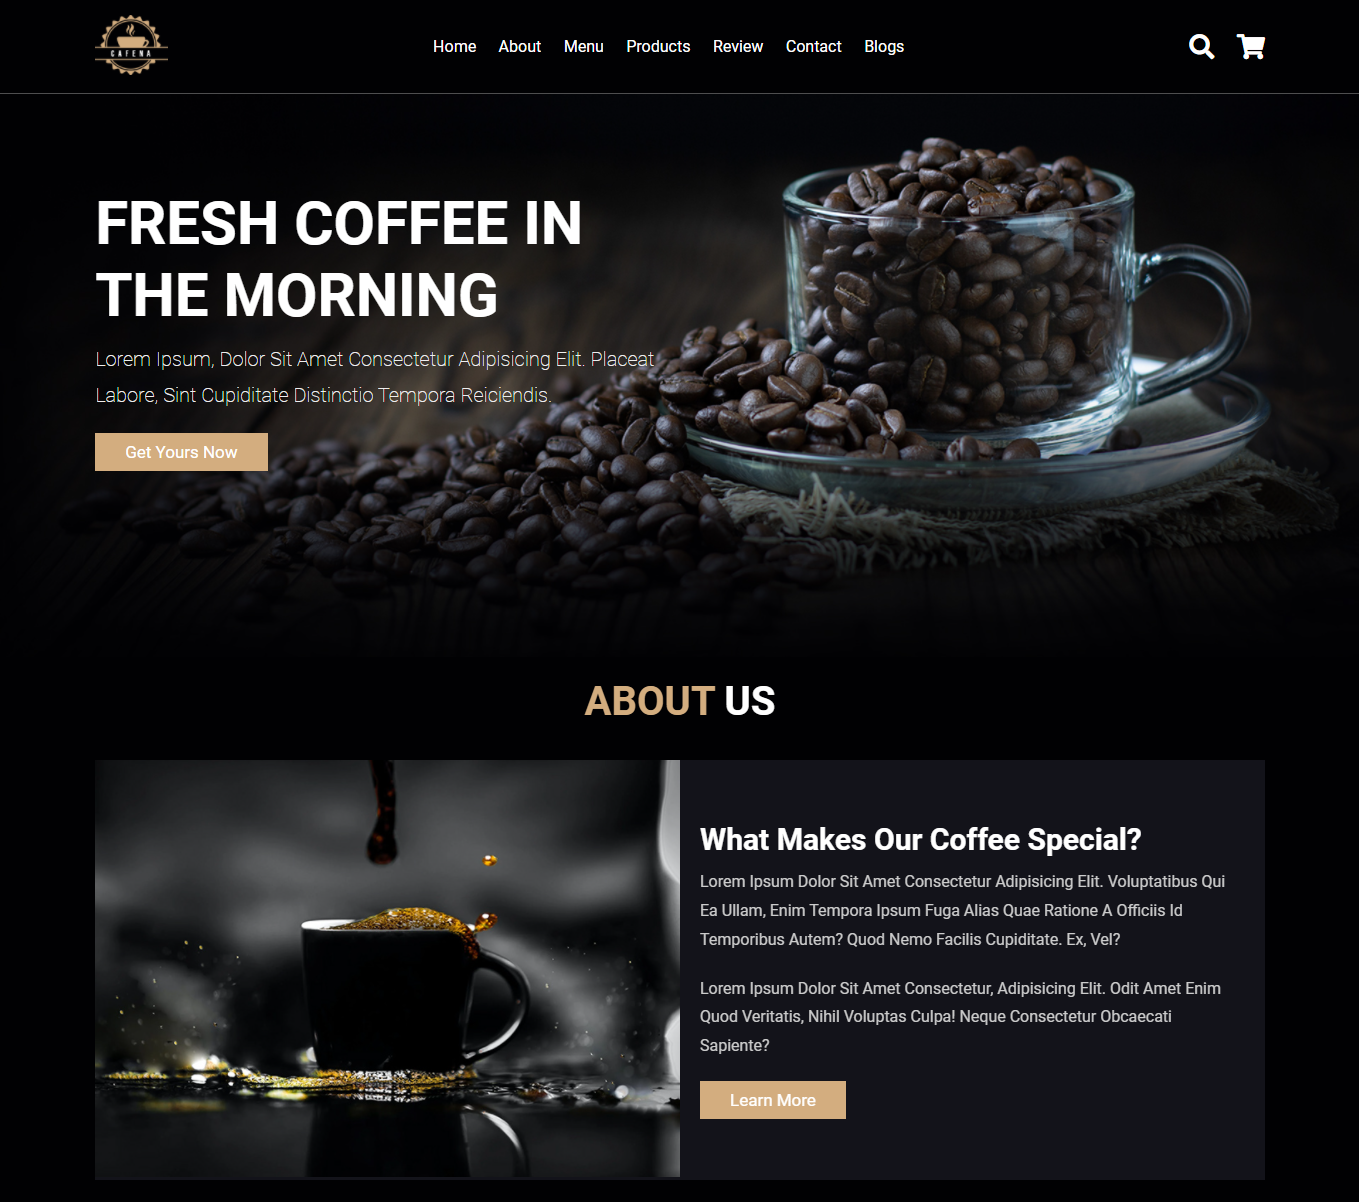 CAFENA
Home About Menu Products Review Contact Blogs
FRESH COFFEE IN
THE MORNING
Lorem Ipsum, Dolor Sit Amet Consectetur Adipisicing Elit. Placeat
Labore, Sint Cupiditate Distinctio Tempora Reiciendis.
Get Yours Now
ABOUT US
What Makes Our Coffee Special?
Lorem Ipsum Dolor Sit Amet Consectetur Adipisicing Elit. Voluptatibus Qui
Ea Ullam, Enim Tempora Ipsum Fuga Alias Quae Ratione A Officiis Id
Temporibus Autem? Quod Nemo Facilis Cupiditate. Ex, Vel?
Lorem Ipsum Dolor Sit Amet Consectetur, Adipisicing Elit. Odit Amet Enim
Quod Veritatis, Nihil Voluptas Culpa! Neque Consectetur Obcaecati
Sapiente?
Learn More